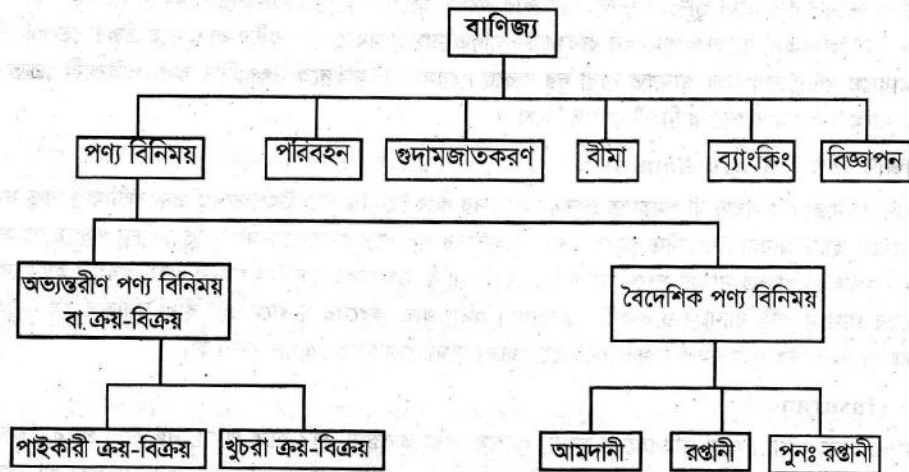 বাণিজ্য
পণ্য বিনিময়
পরিবহন
গুদামজাতকরণ
বীমা
ব্যাংকিং
বিজ্ঞাপন
অভ্যন্তরীণ পণ্য বিনিময়
বা ক্রয়-বিক্রয়
বৈদেশিক পণ্য বিনিময়
পাইকারী ক্রয়-বিক্রয়
খুচরা ক্রয়-বিক্রয়
আমদানী
রপ্তানী
পুনঃ রপ্তানী